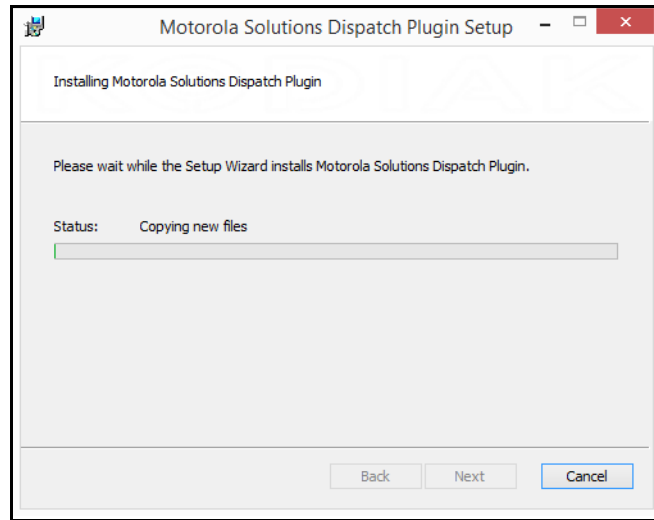 Motorola Solutions Dispatch Plugin Setup
Installing Motorola Solutions Dispatch Plugin
KODIAK
Please wait while the Setup Wizard installs Motorola Solutions Dispatch Plugin.
Status: Copying new files
Back Next Cancel